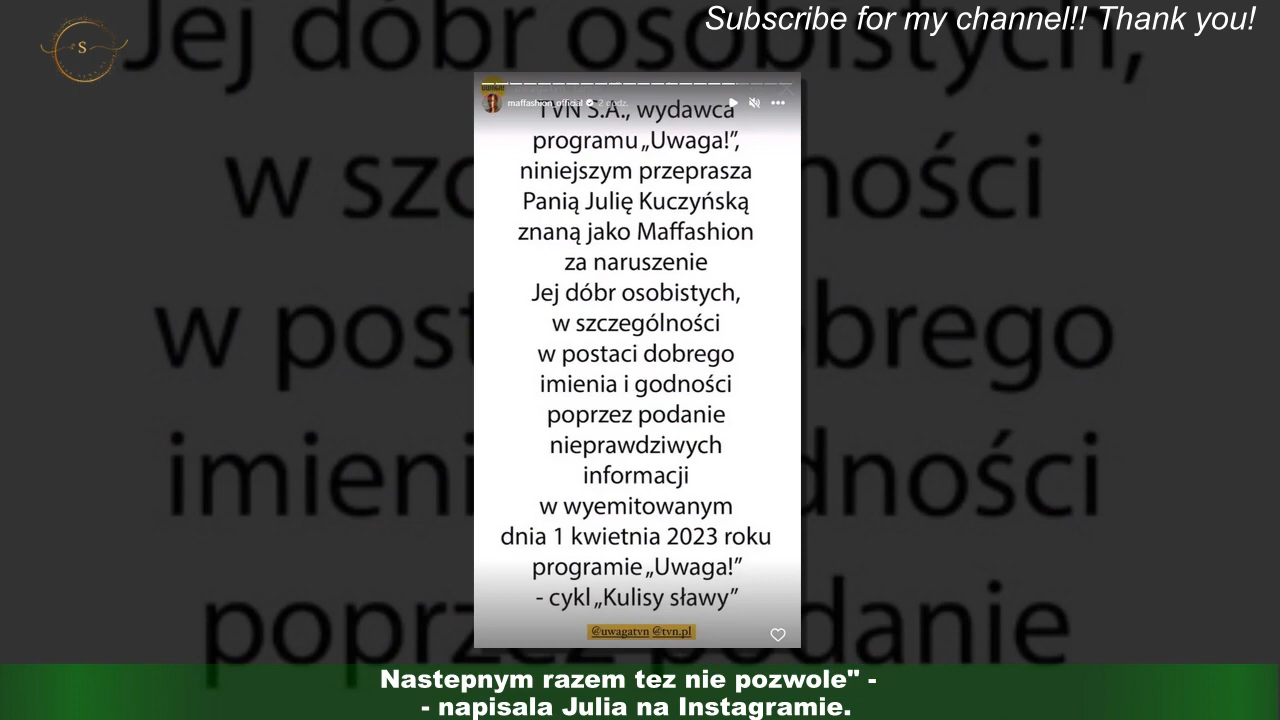 Subscribe for my channel!! Thank you!
S
maffashion_official 2 godz.
TVN S.A., wydawca
programu „Uwaga!”,
niniejszym przeprasza
Panią Julię Kuczyńską
znaną jako Maffashion
za naruszenie
Jej dóbr osobistych,
w szczególności
w postaci dobrego
imienia i godności
poprzez podanie
nieprawdziwych
informacji
w wyemitowanym
dnia 1 kwietnia 2023 roku
programie „Uwaga!”
- cykl „Kulisy sławy”
@uwagatvn @tvn.pl
Nastepnym razem tez nie pozwole" -
- napisala Julia na Instagramie.